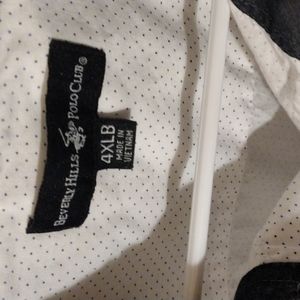 BEVERLY HILLS POLO CLUB®
4XLB
MADE IN
VIETNAM